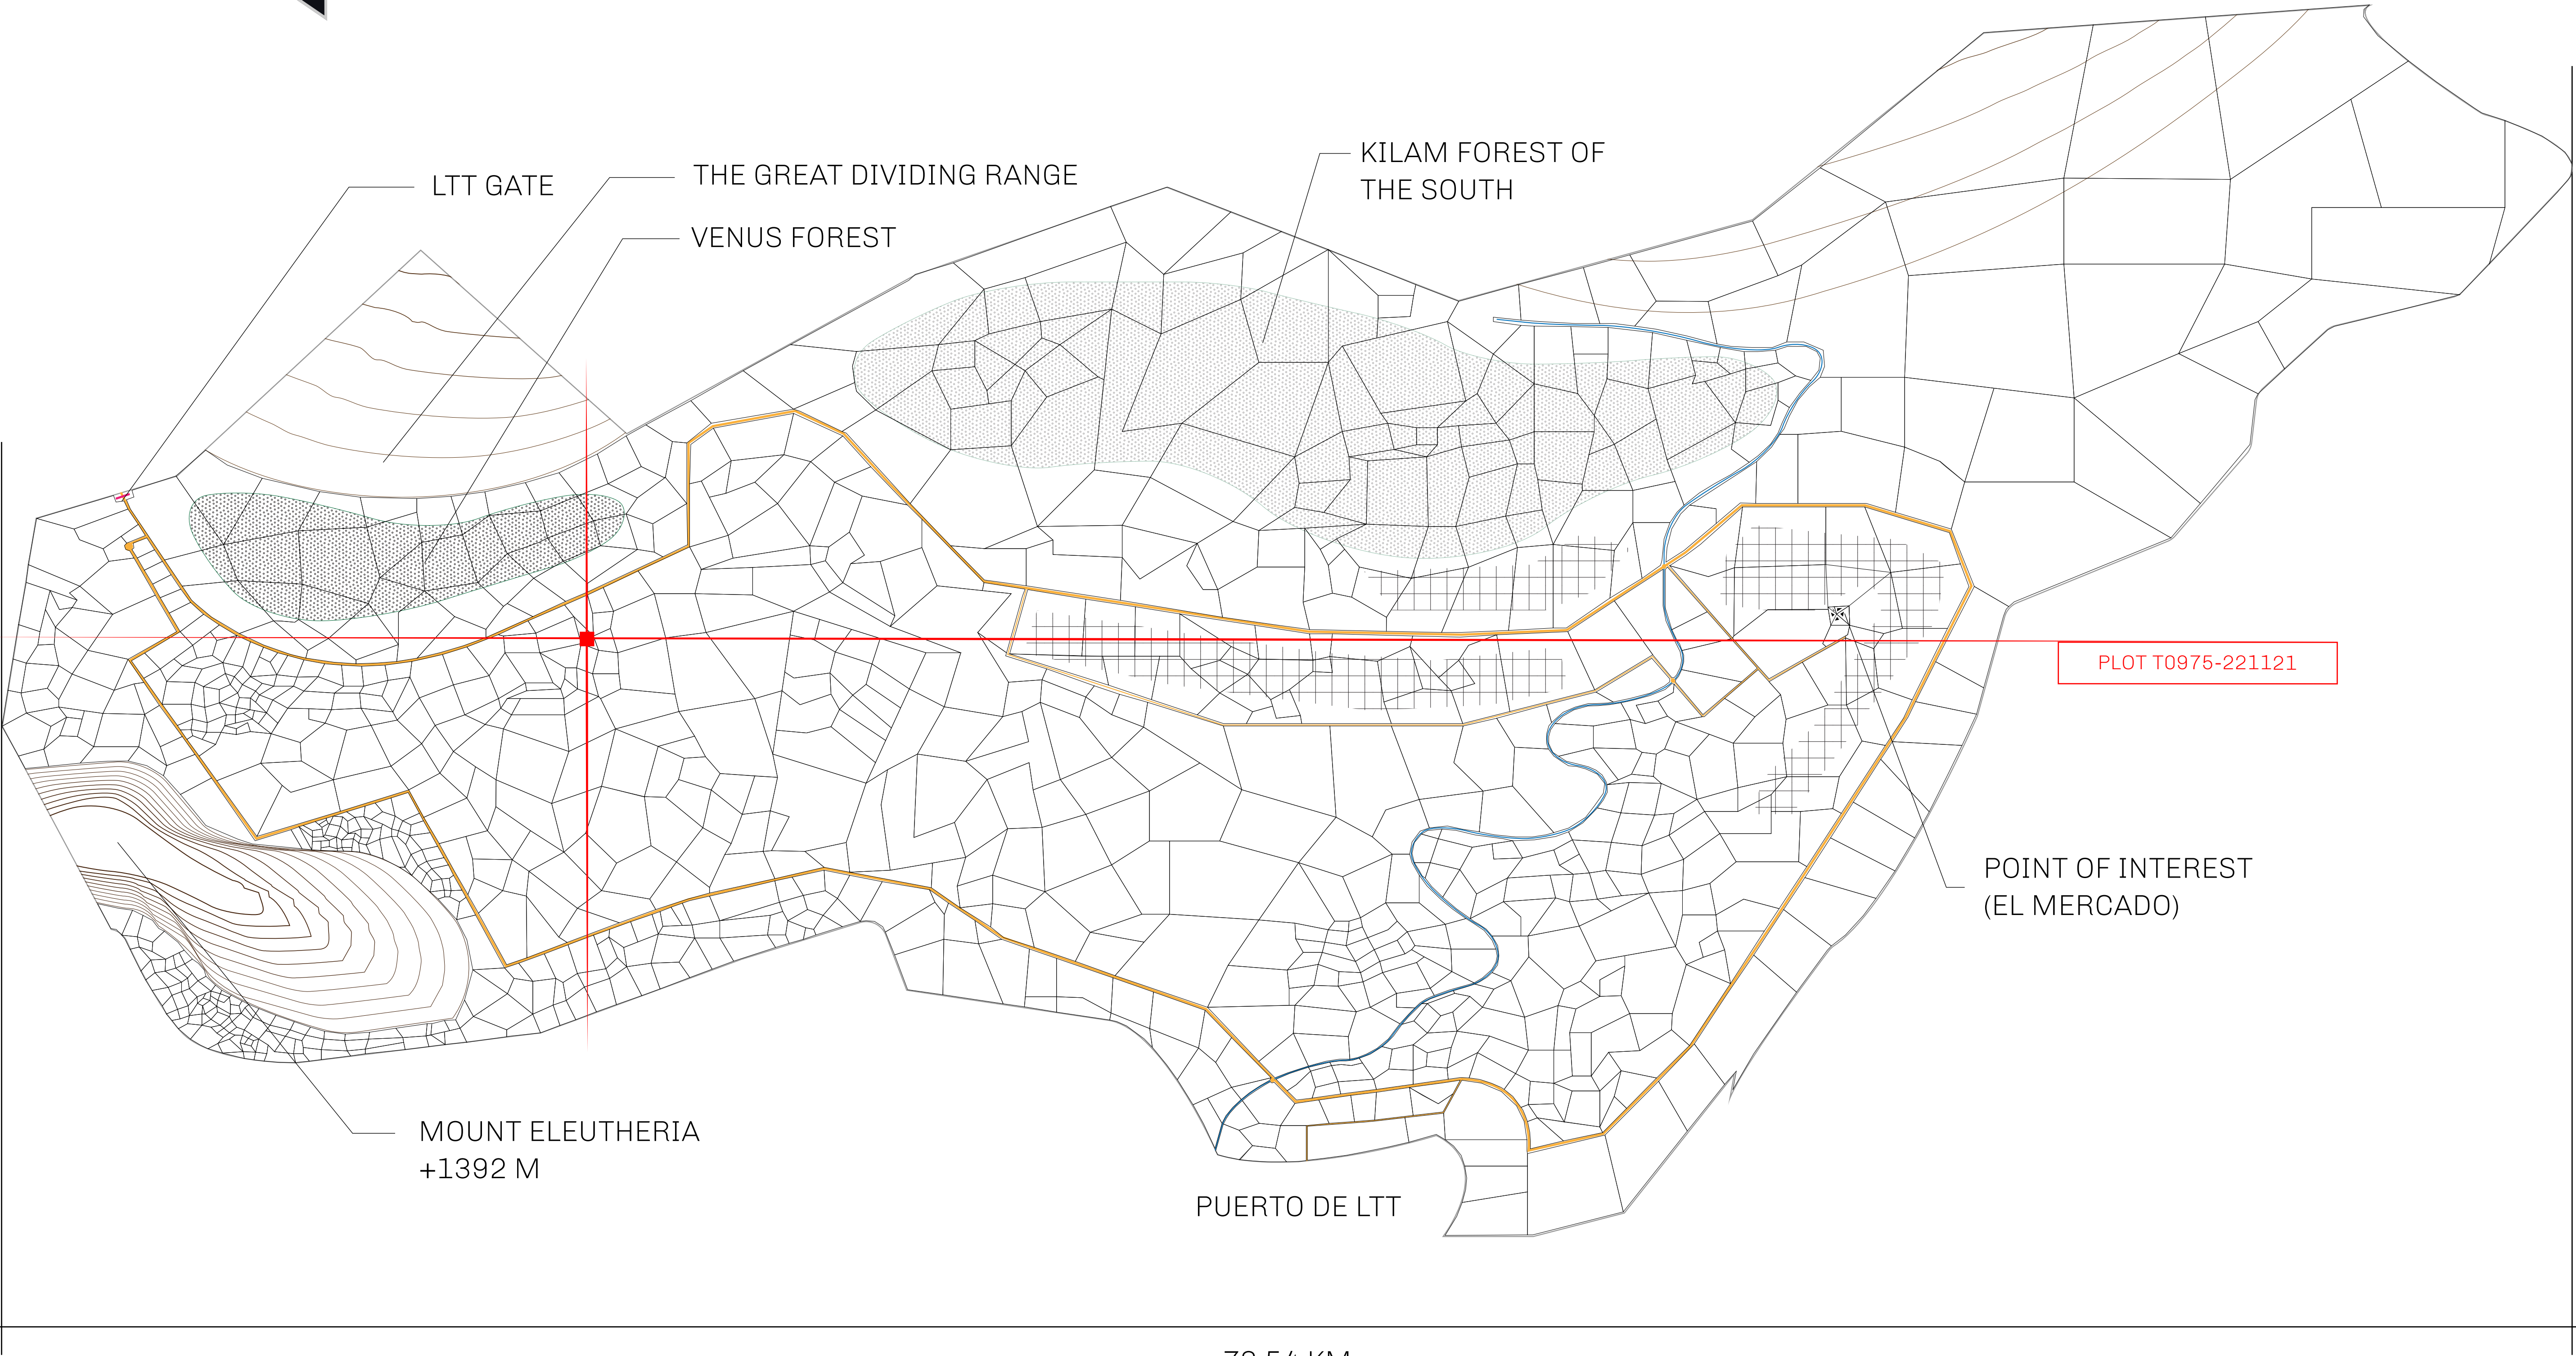 KILAM FOREST OF
THE SOUTH
THE GREAT DIVIDING RANGE
LTT GATE
VENUS FOREST
PLOT T0975-221121
POINT OF INTEREST
(EL MERCADO)
MOUNT ELEUTHERIA
+1392 M
PUERTO DE LTT